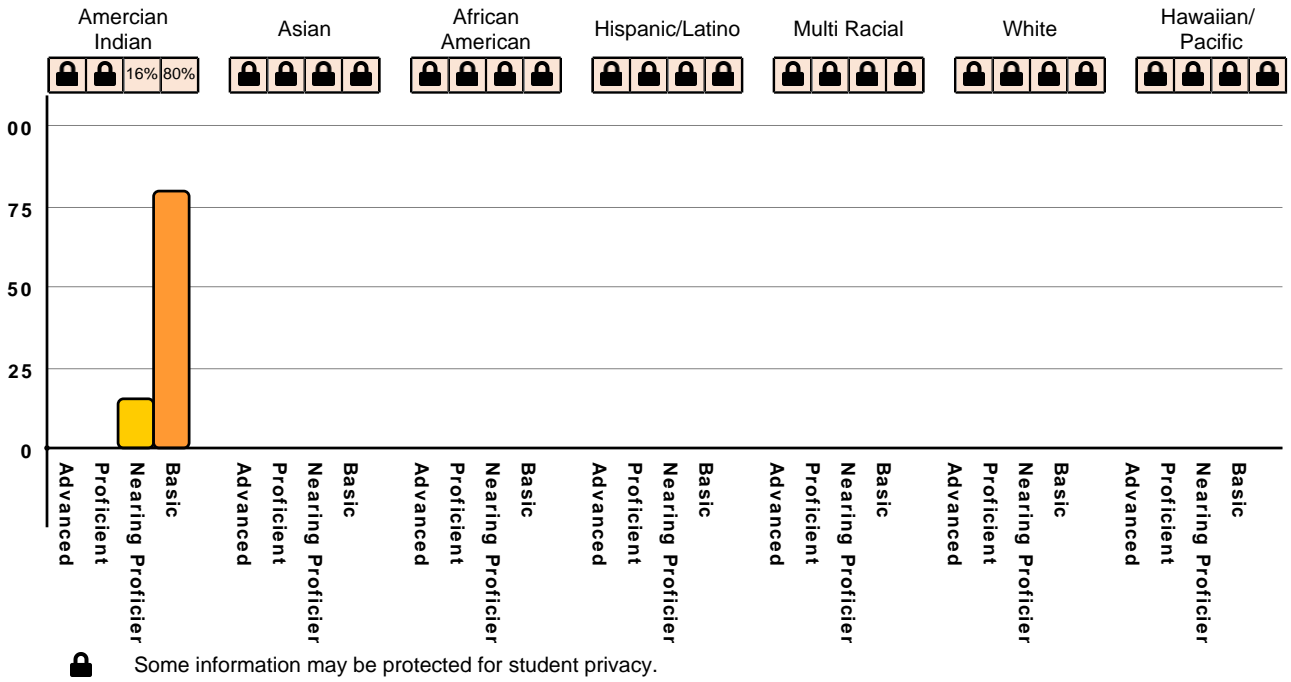 Amercian
Indian
Asian
African
American
Hispanic/Latino
Multi Racial
White
Hawaiian/
Pacific
16% 80%
00
75
50
25
0
Advanced
Proficient
Nearing Proficier
Basic
Advanced
Proficient
Nearing Proficier
Basic
Advanced
Proficient
Nearing Proficier
Basic
Advanced
Proficient
Nearing Proficier
Basic
Advanced
Proficient
Nearing Proficier
Basic
Advanced
Proficient
Nearing Proficier
Basic
Advanced
Proficient
Nearing Proficier
Basic
Some information may be protected for student privacy.